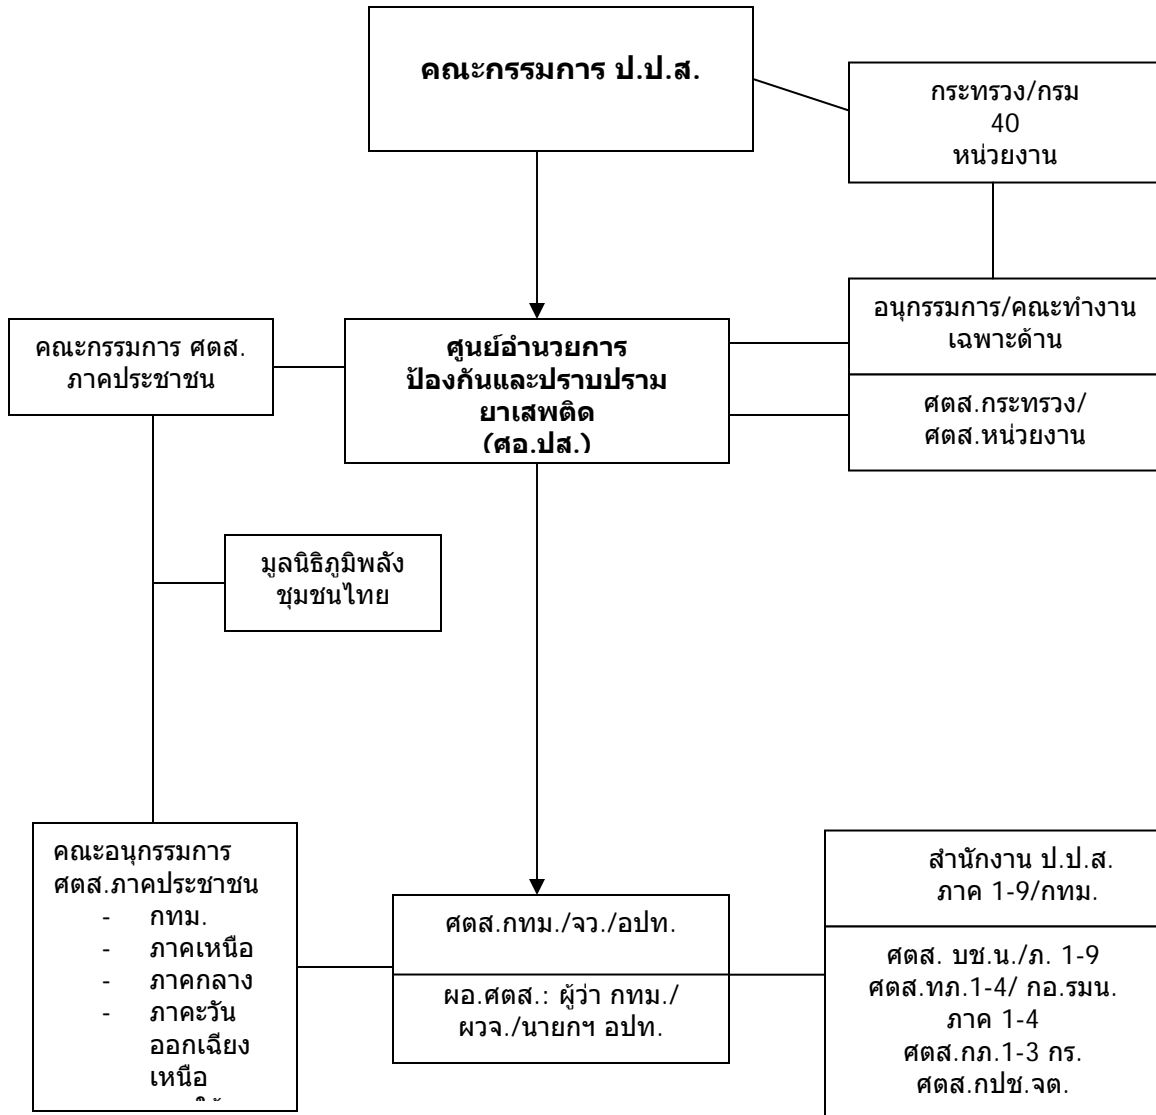 คณะกรรมการ ป.ป.ส.
กระทรวง/กรม
40
หน่วยงาน
อนุกรรมการ/คณะทำงาน
เฉพาะด้าน
ศตส.กระทรวง/
ศตส.หน่วยงาน
คณะกรรมการ ศตส.
ภาคประชาชน
ศูนย์อำนวยการ
ป้องกันและปราบปราม
ยาเสพติด
(ศอ.ปส.)
มูลนิธิภูมิพลัง
ชุมชนไทย
คณะอนุกรรมการ
ศตส.ภาคประชาชน
- กทม.
- ภาคเหนือ
- ภาคกลาง
- ภาคะวัน
ออกเฉียง
เหนือ
ศตส.กทม./จว./อปท.
ผอ.ศตส.: ผู้ว่า กทม./
ผวจ./นายกฯ อปท.
สำนักงาน ป.ป.ส.
ภาค 1-9/กทม.
ศตส. บช.น./ภ. 1-9
ศตส.ทภ.1-4/ กอ.รมน.
ภาค 1-4
ศตส.กภ.1-3 กร.
ศตส.กปช.จต.